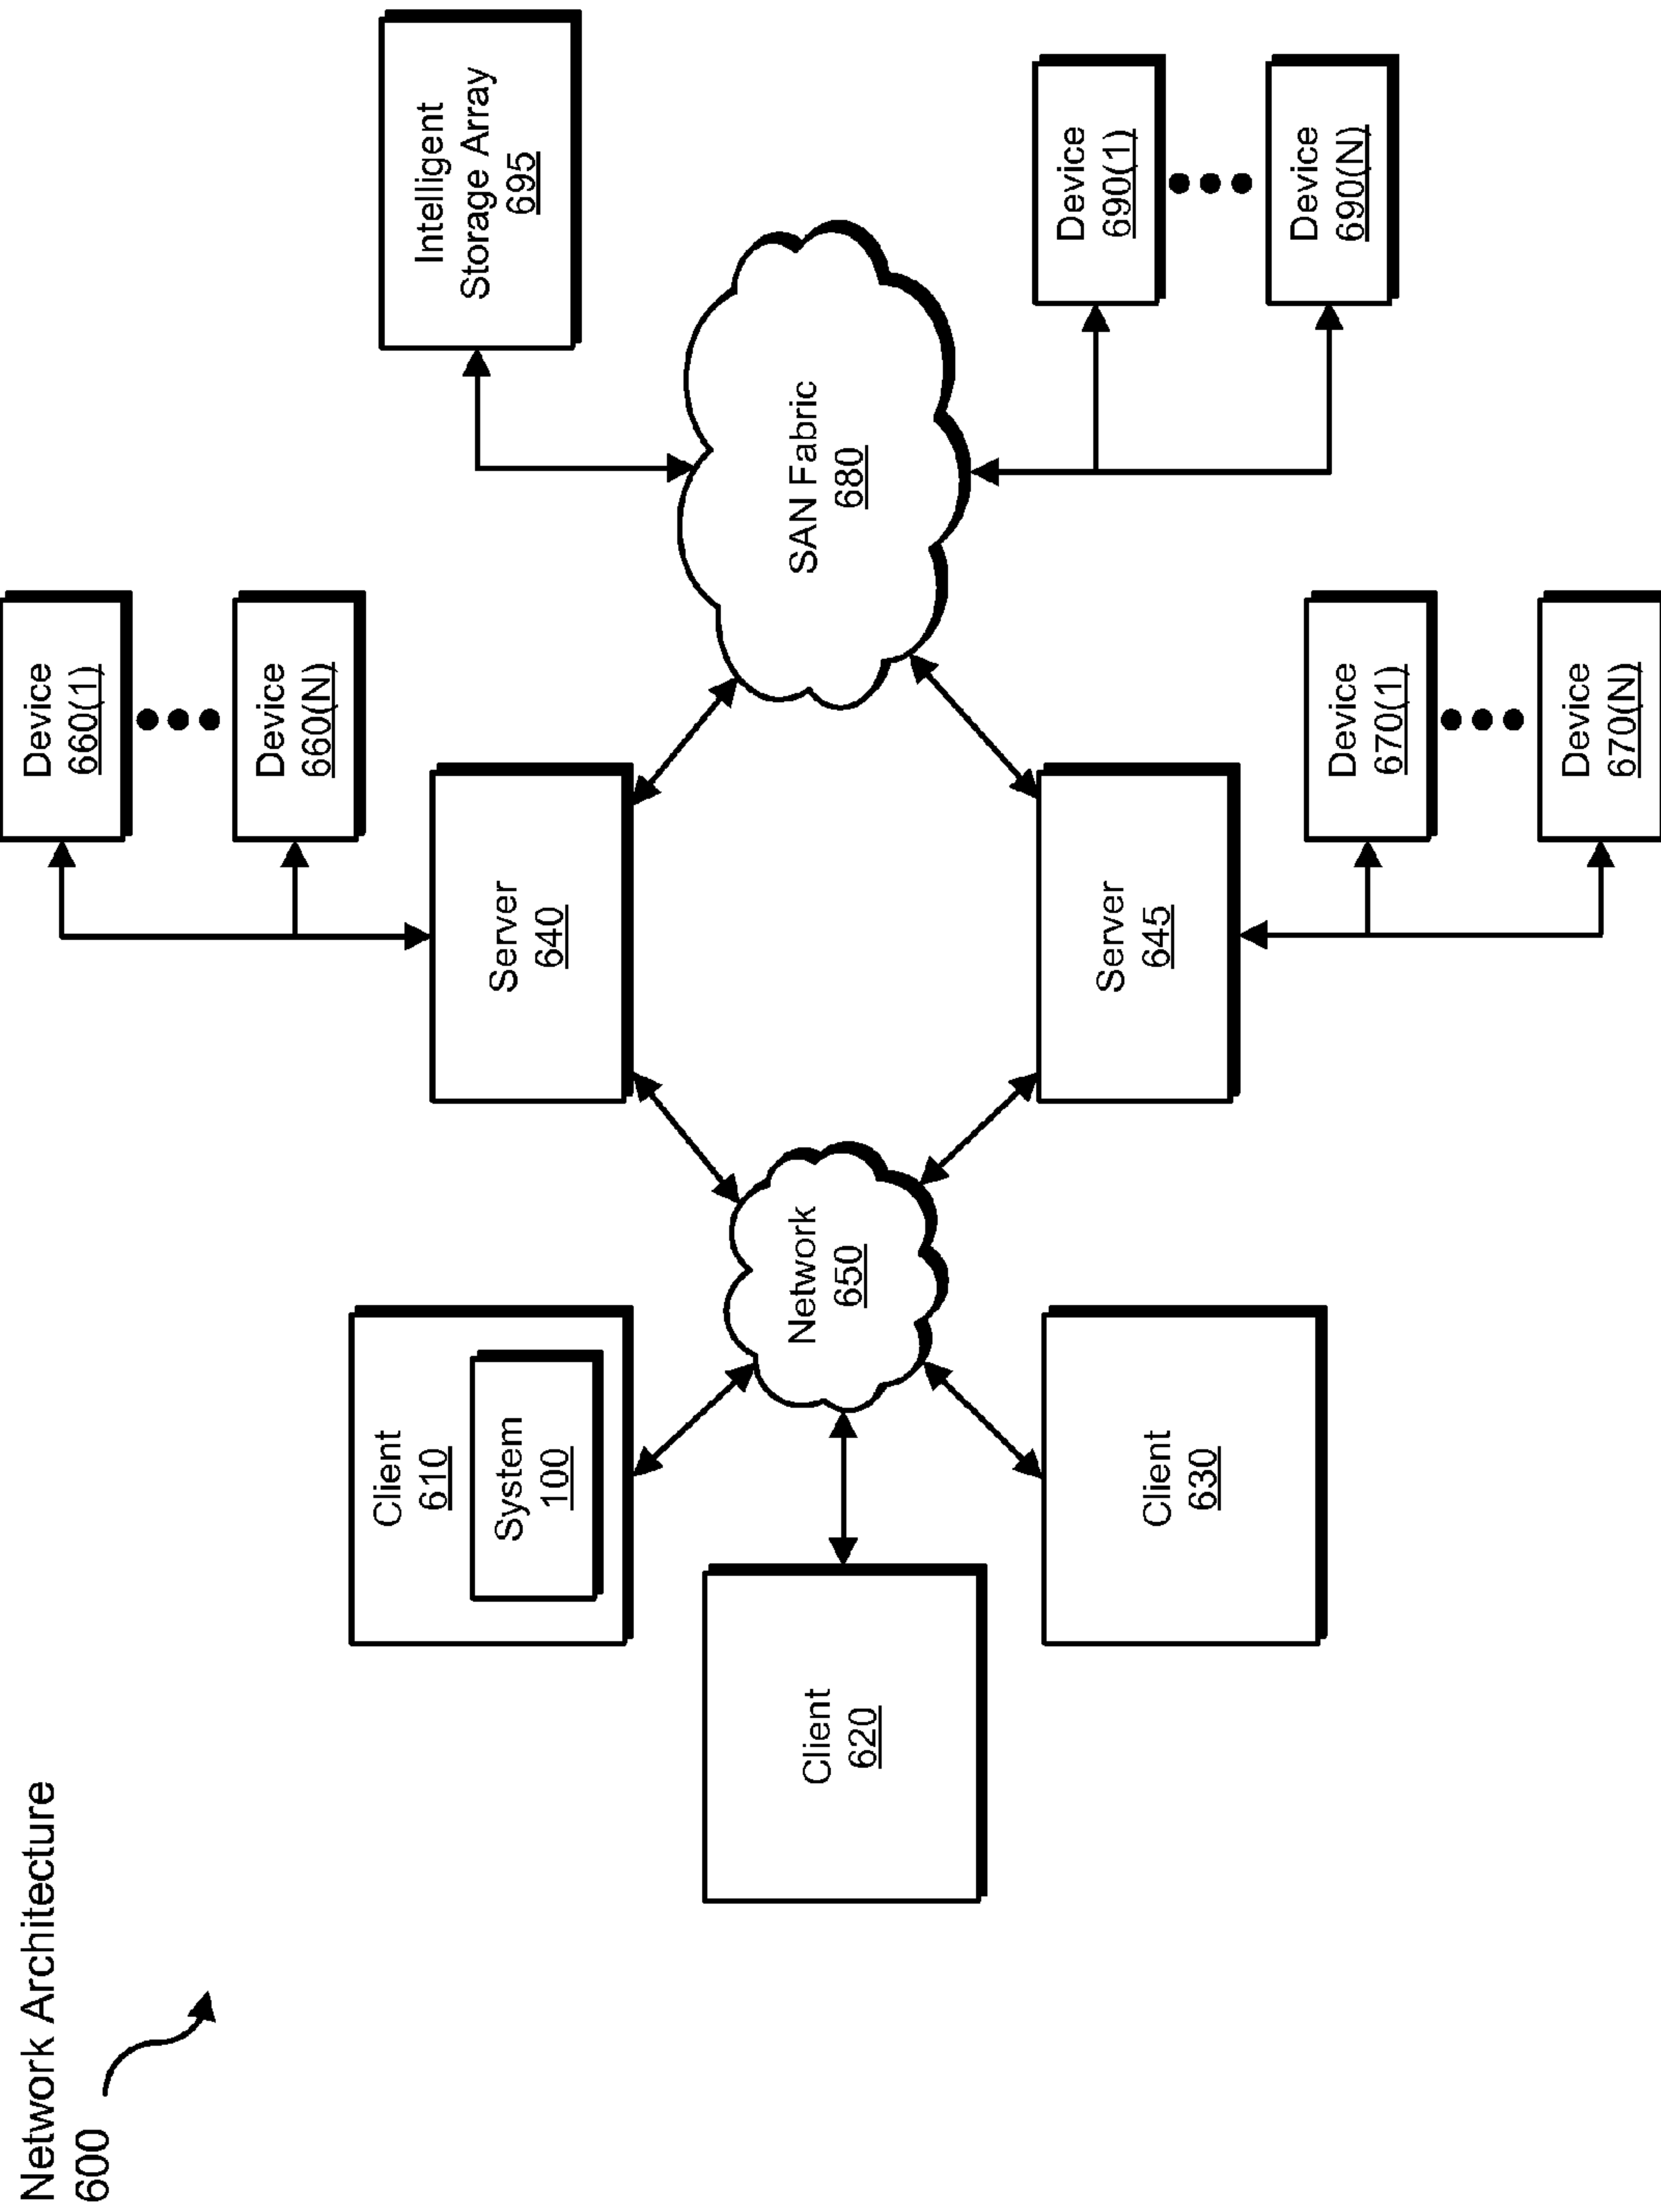 Network Architecture
600
Client
610
System
100
Client
620
Client
630
Network
650
Server
640
Server
645
Device
660(1)
Device
660(N)
Device
670(1)
Device
670(N)
SAN Fabric
680
Intelligent
Storage Array
695
Device
690(1)
Device
690(N)